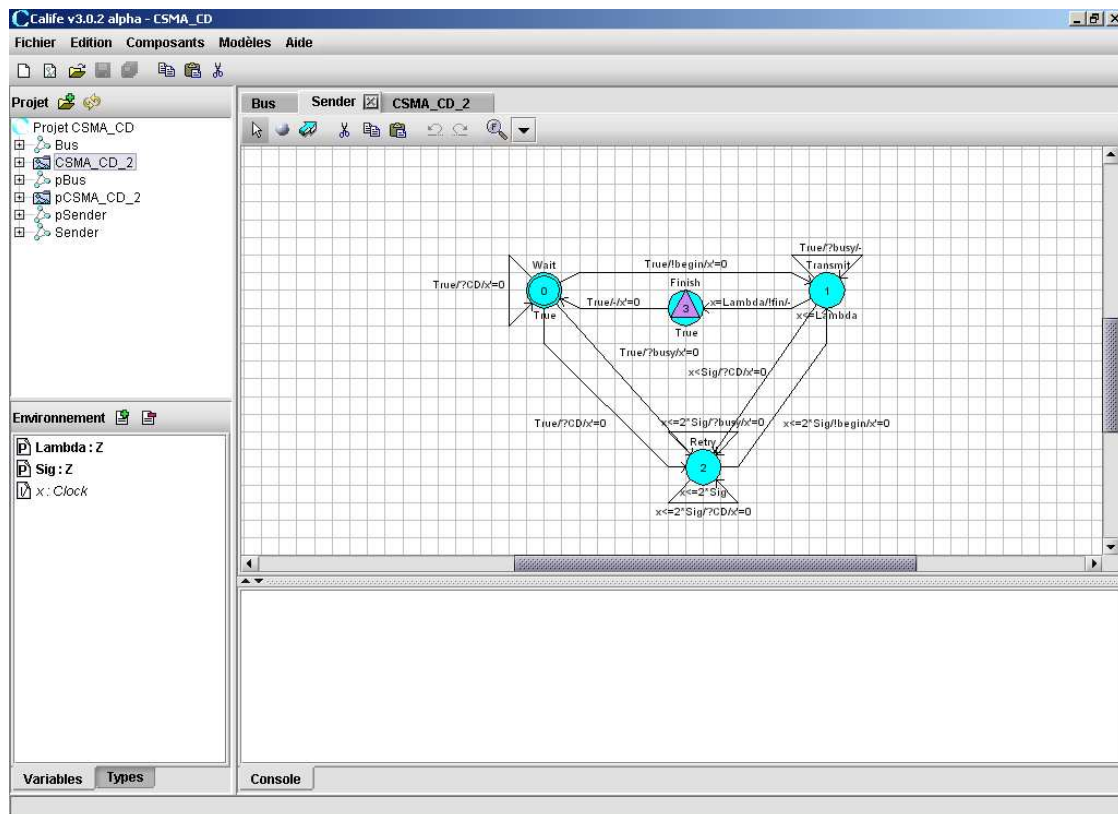 Calife v3.0.2 alpha - CSMA_CD
Fichier Edition Composants Modèles Aide
Projet
Projet CSMA_CD
Bus
CSMA_CD_2
pBus
pCSMA_CD_2
pSender
Sender
Environnement
P Lambda : Z
P Sig : Z
V x : Clock
Variables Types
Bus Sender CSMA_CD_2
True/?busy/-
Wait True/!begin/x'=0 Transmit
True/?CD/x'=0 Finish
0 1
True/-/x'=0 3 x=Lambda/!fin/-
True True x<=Lambda
True/?busy/x'=0
x<Sig/?CD/x'=0
True/?CD/x'=0 x<=2*Sig/?busy/x'=0 x<=2*Sig/!begin/x'=0
Retry
2
x<=2*Sig
x<=2*Sig/?CD/x'=0
Console